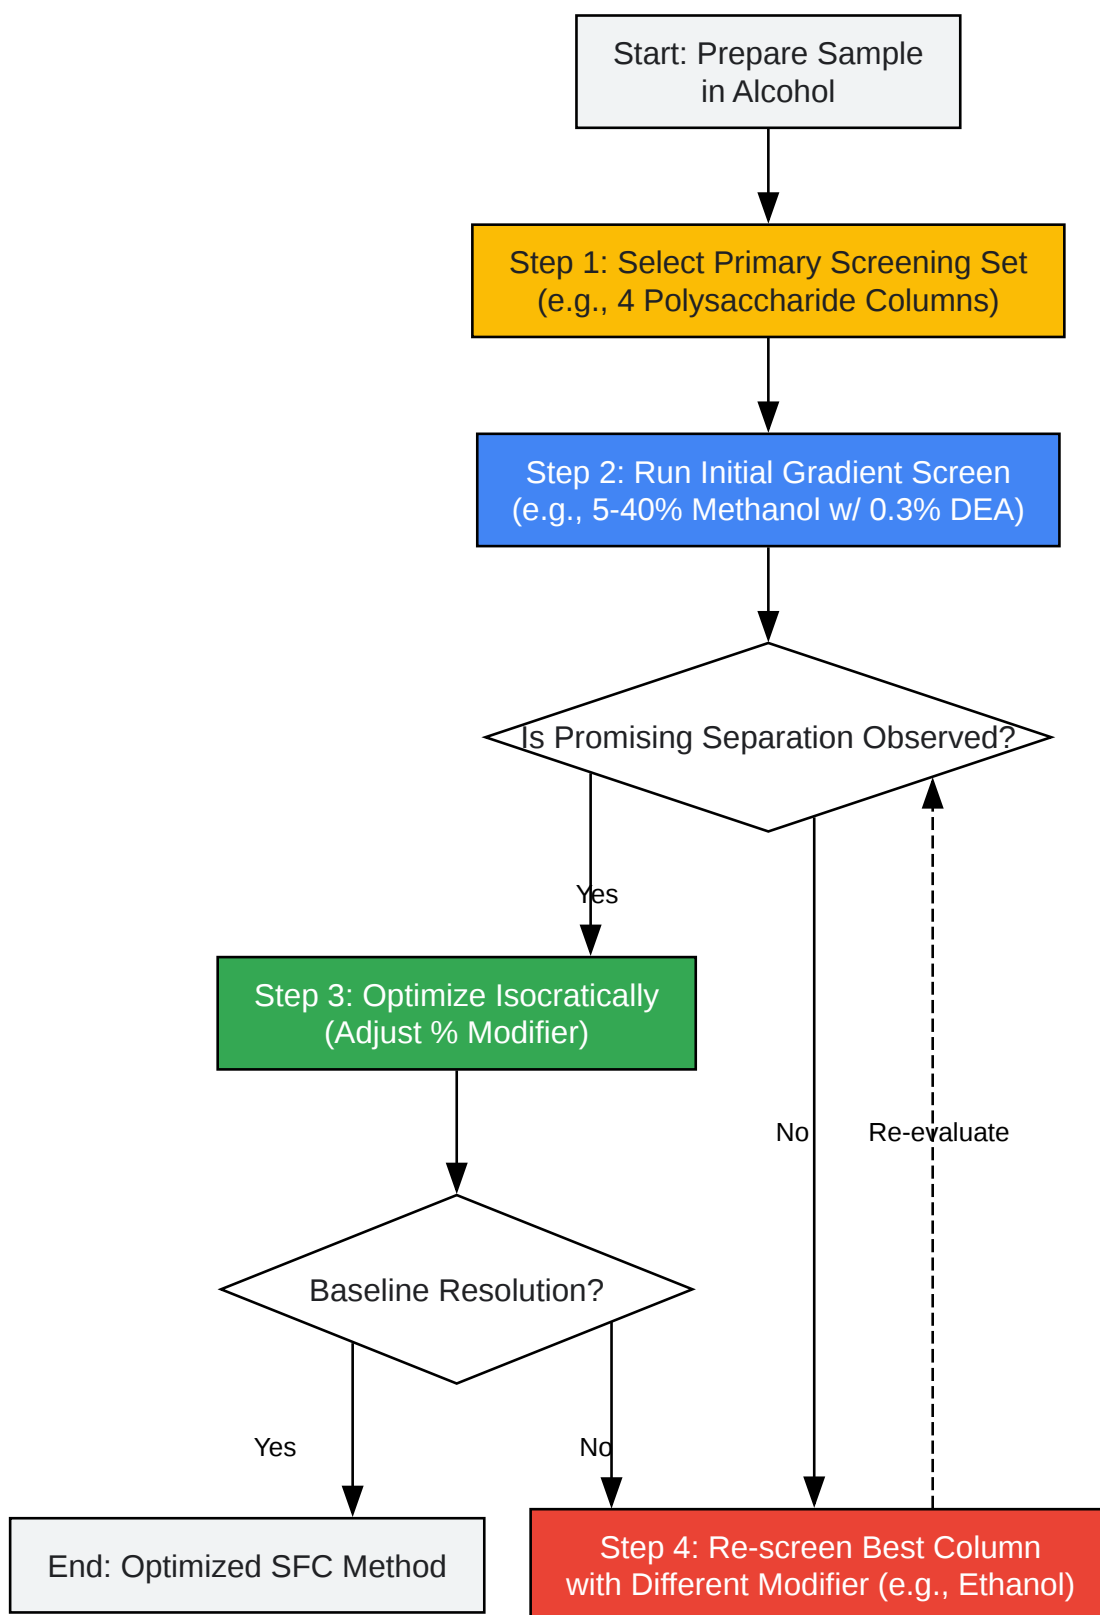 Start: Prepare Sample
in Alcohol
Step 1: Select Primary Screening Set
(e.g., 4 Polysaccharide Columns)
Step 2: Run Initial Gradient Screen
(e.g., 5-40% Methanol w/ 0.3% DEA)
Is Promising Separation Observed?
Yes
Step 3: Optimize Isocratically
(Adjust % Modifier)
No
Re-evaluate
Baseline Resolution?
Yes
No
End: Optimized SFC Method
Step 4: Re-screen Best Column
with Different Modifier (e.g., Ethanol)